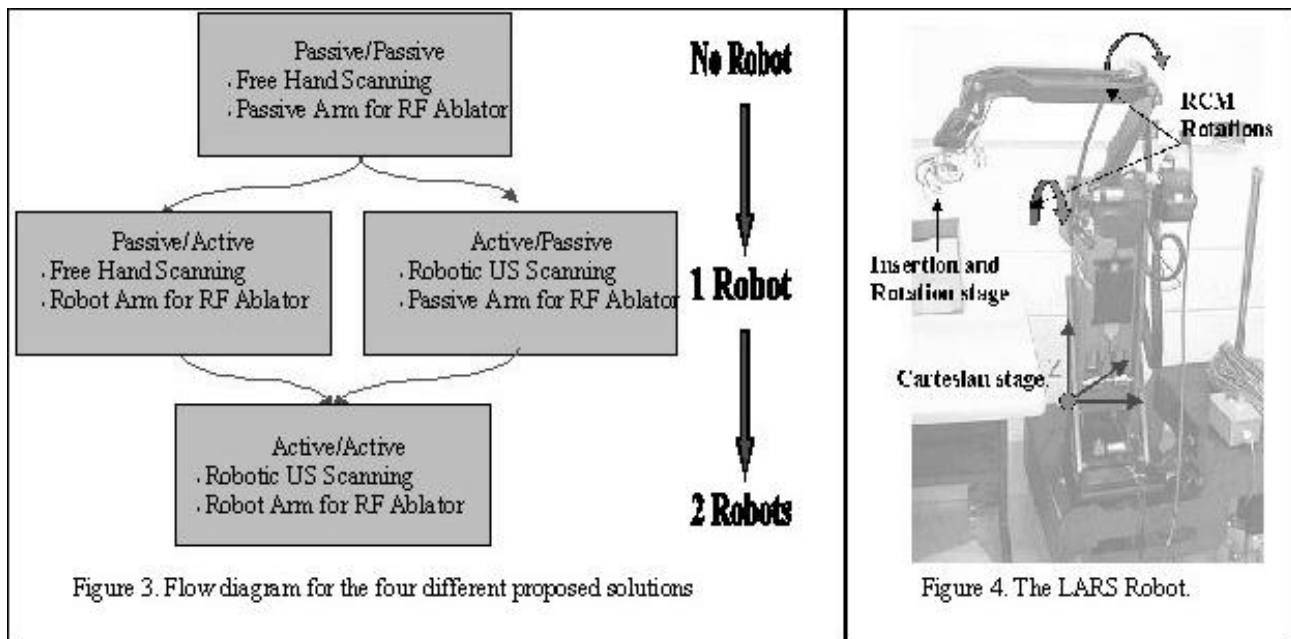 Passive/Passive
. Free Hand Scanning
. Passive Arm for RF Ablator
No Robot
Passive/Active
. Free Hand Scanning
. Robot Arm for RF Ablator
Active/Passive
. Robotic US Scanning
. Passive Arm for RF Ablator
1 Robot
Active/Active
. Robotic US Scanning
. Robot Arm for RF Ablator
2 Robots
Figure 3. Flow diagram for the four different proposed solutions
RCM
Rotations
Insertion and
Rotation stage
Z
Cartesian stage
Figure 4. The LARS Robot.